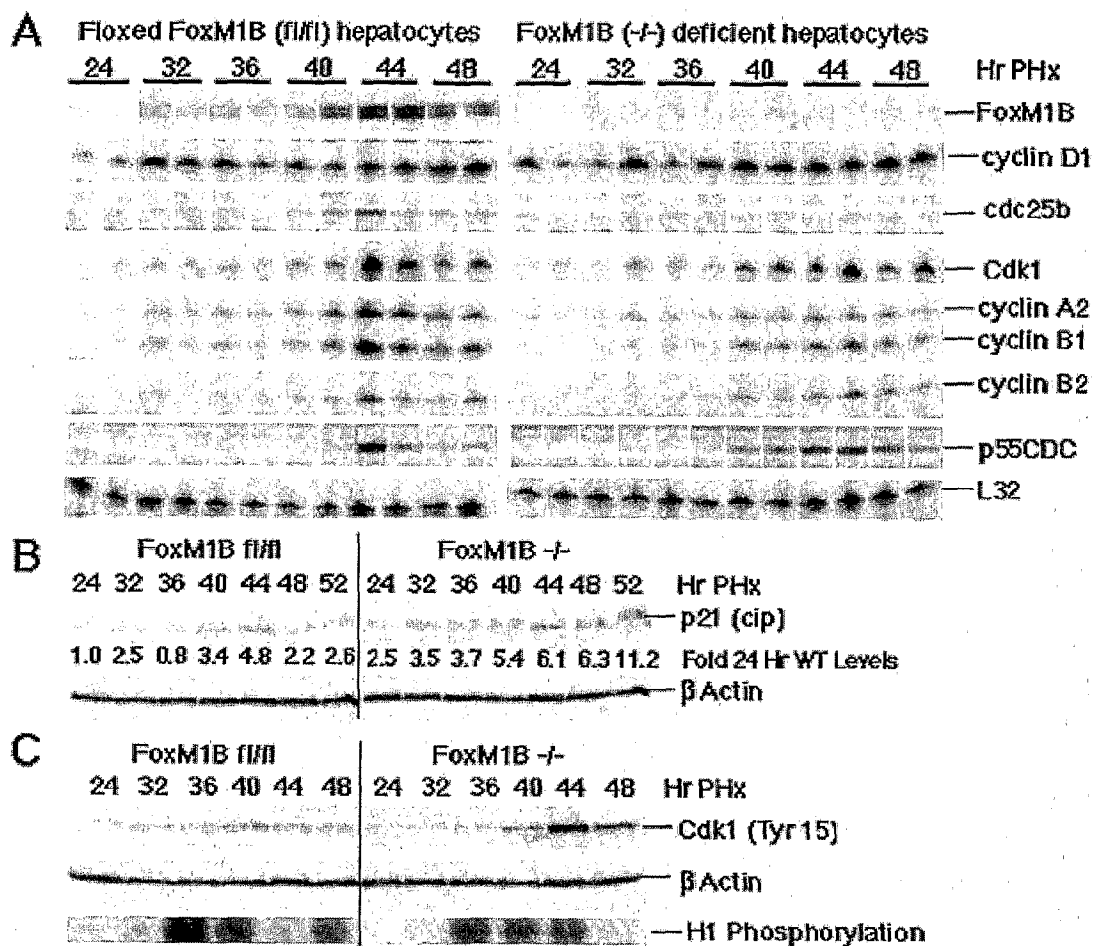 A Floxed FoxM1B (fl/fl) hepatocytes FoxM1B (-/-) deficient hepatocytes
24 32 36 40 44 48 24 32 36 40 44 48 Hr PHx
FoxM1B
cyclin D1
cdc25b
Cdk1
cyclin A2
cyclin B1
cyclin B2
p55CDC
L32
B FoxM1B fl/fl FoxM1B -/-
24 32 36 40 44 48 52 24 32 36 40 44 48 52 Hr PHx
p21 (cip)
1.0 2.5 0.8 3.4 4.8 2.2 2.6 2.5 3.5 3.7 5.4 6.1 6.3 11.2 Fold 24 Hr WT Levels
β Actin
C FoxM1B fl/fl FoxM1B -/-
24 32 36 40 44 48 24 32 36 40 44 48 Hr PHx
Cdk1 (Tyr 15)
β Actin
H1 Phosphorylation